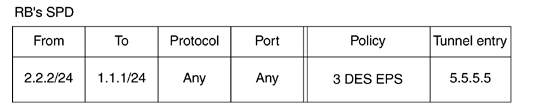 RB's SPD
From To Protocol Port Policy Tunnel entry
2.2.2/24 1.1.1/24 Any Any 3 DES EPS 5.5.5.5